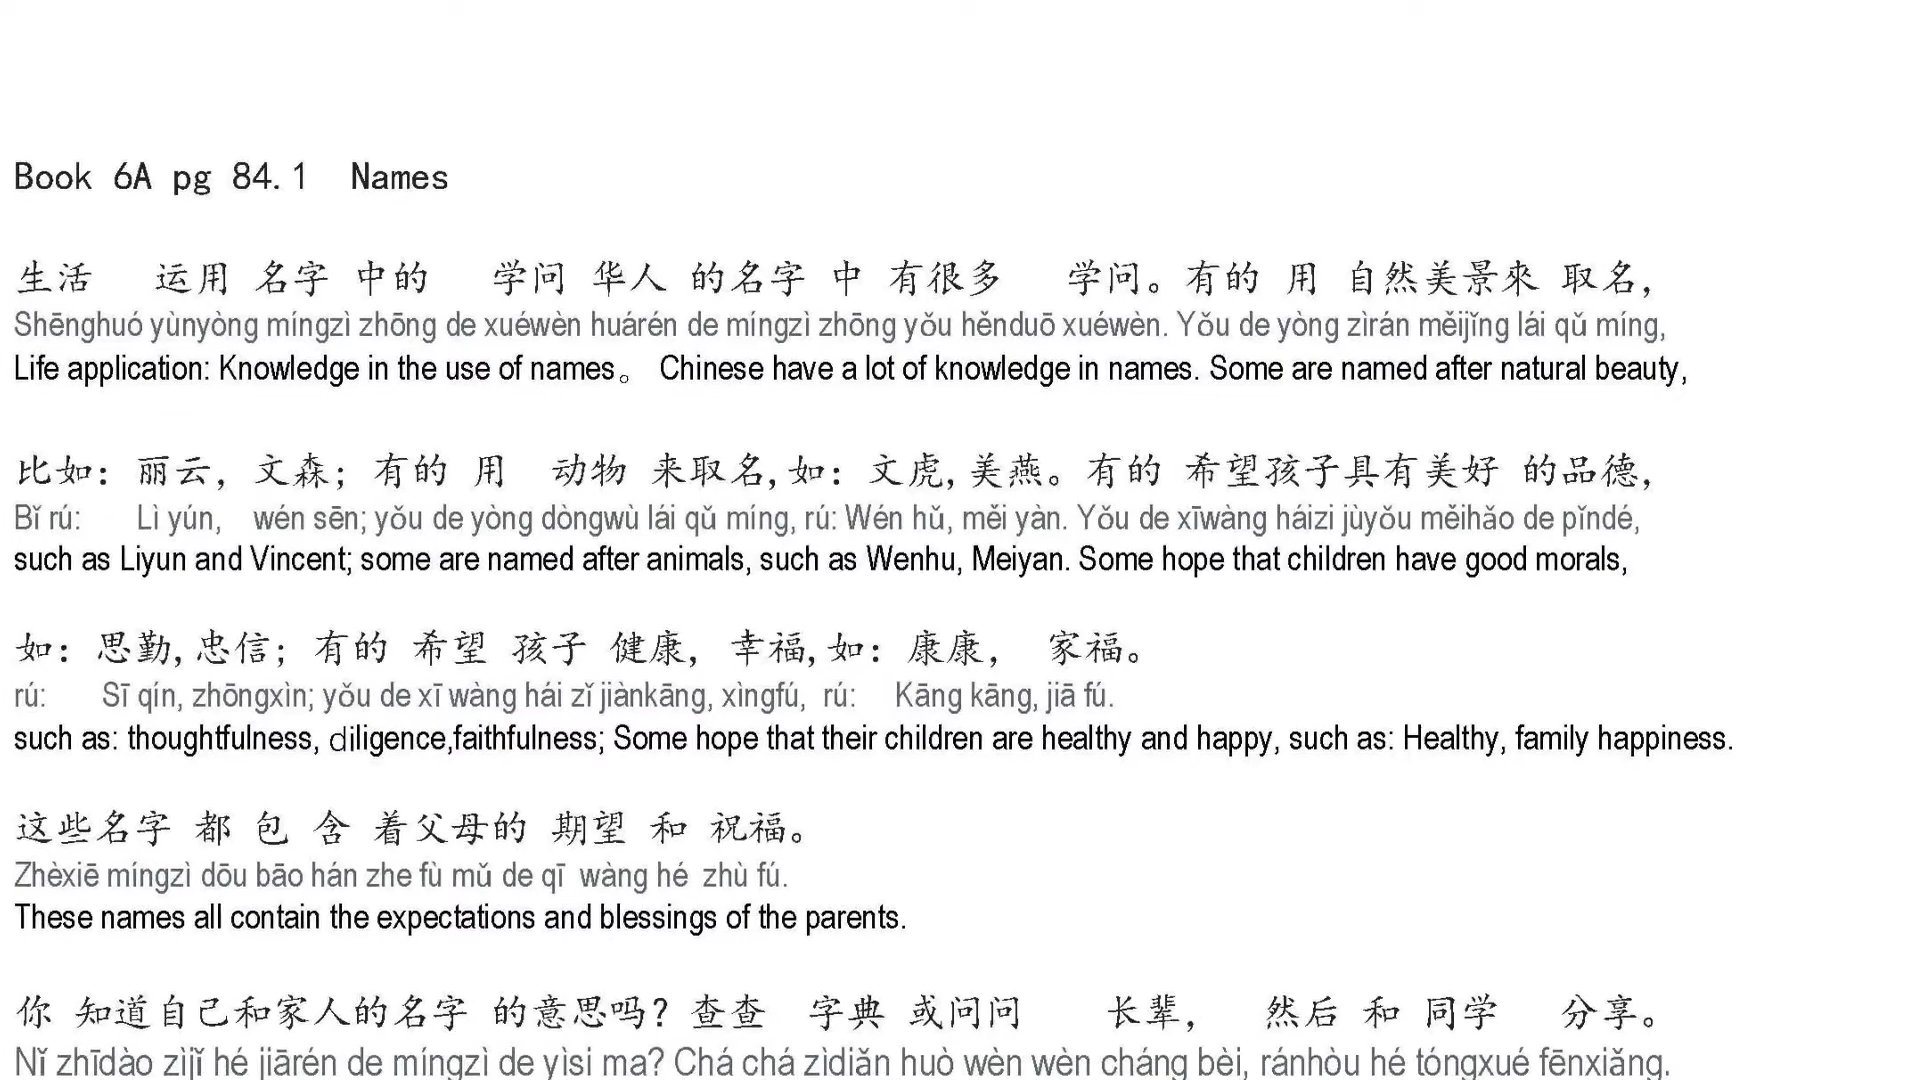 Book 6A pg 84.1 Names
生活 运用 名字 中的 学问 华人 的名字 中 有很多 学问。有的 用 自然美景來 取名，
Shēnghuó yùnyòng míngzì zhōng de xuéwèn huárén de míngzì zhōng yǒu hěnduō xuéwèn. Yǒu de yòng zìrán měijǐng lái qǔ míng,
Life application: Knowledge in the use of names。 Chinese have a lot of knowledge in names. Some are named after natural beauty,
比如：丽云，文森；有的 用 动物 来取名,如：文虎,美燕。有的 希望孩子具有美好 的品德，
Bǐ rú: Lì yún, wén sēn; yǒu de yòng dòngwù lái qǔ míng, rú: Wén hǔ, měi yàn. Yǒu de xīwàng háizi jùyǒu měihǎo de pǐndé,
such as Liyun and Vincent; some are named after animals, such as Wenhu, Meiyan. Some hope that children have good morals,
如：思勤,忠信；有的 希望 孩子 健康，幸福,如：康康， 家福。
rú: Sī qín, zhōngxìn; yǒu de xī wàng hái zǐ jiànkāng, xìngfú, rú: Kāng kāng, jiā fú.
such as: thoughtfulness, diligence,faithfulness; Some hope that their children are healthy and happy, such as: Healthy, family happiness.
这些名字 都 包 含 着父母的 期望 和 祝福。
Zhèxiē míngzì dōu bāo hán zhe fù mǔ de qī wàng hé zhù fú.
These names all contain the expectations and blessings of the parents.
你 知道自己和家人的名字 的意思吗？查查 字典 或问问 长辈， 然后 和 同学 分享。
Nǐ zhīdào zìjǐ hé jiārén de míngzì de yìsi ma? Chá chá zìdiǎn huò wèn wèn cháng bèi, ránhòu hé tóngxué fēnxiǎng.